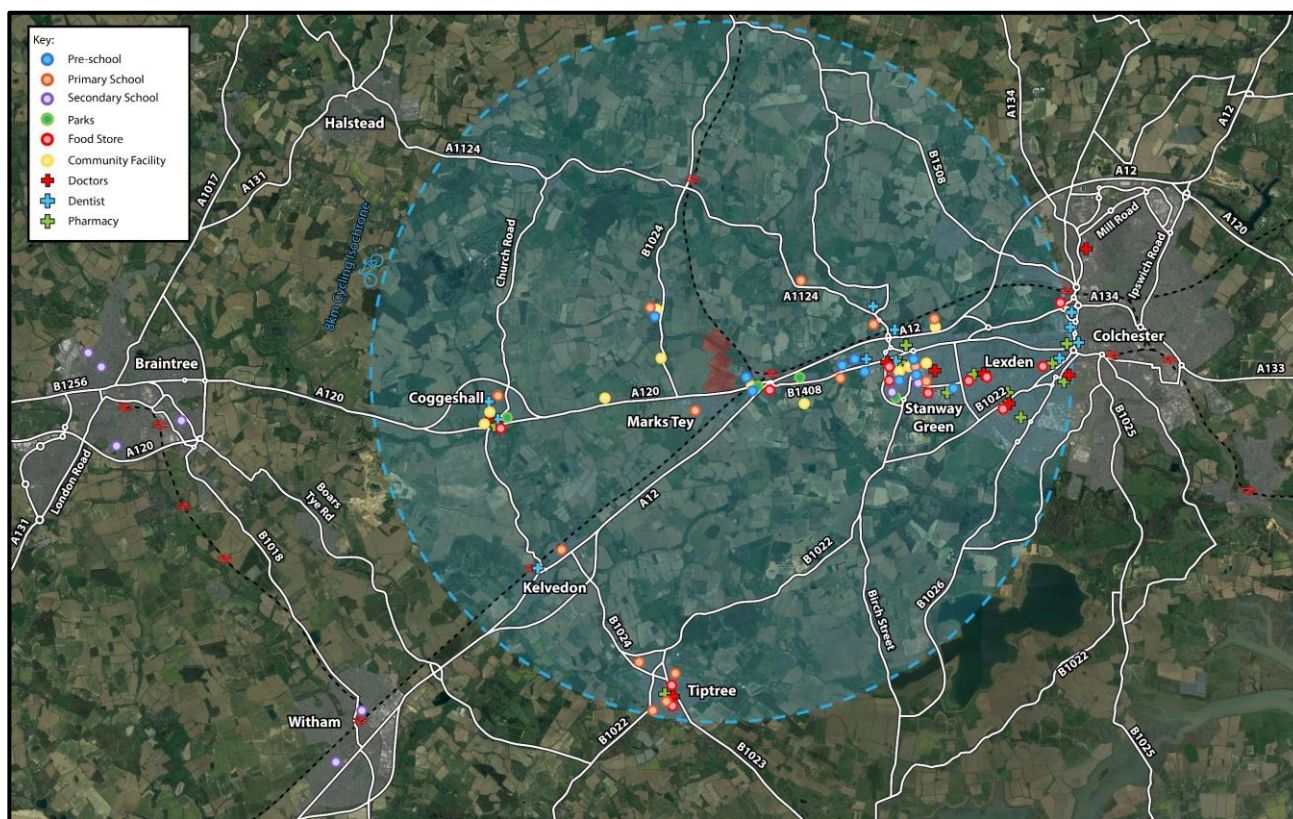 Key:
Pre-school
Primary School
Secondary School
Parks
Food Store
Community Facility
Doctors
Dentist
Pharmacy
Halstead
A1124
A131
A1017
8km Cycling Isochrone
Church Road
B1024
B1508
A134
A12
A12
A120
Mill Road
Ipswich Road
A1124
A134
A12
Colchester
Lexden
A133
Braintree
B1256
A120
Coggeshall
A120
B1408
Marks Tey
Stanway
Green
B1022
B1025
London Road
A120
A131
Boars
Tye Rd
B1018
A12
B1022
Kelvedon
Birch Street
B1026
B1024
B1022
Tiptree
Witham
B1022
B1023
B1025